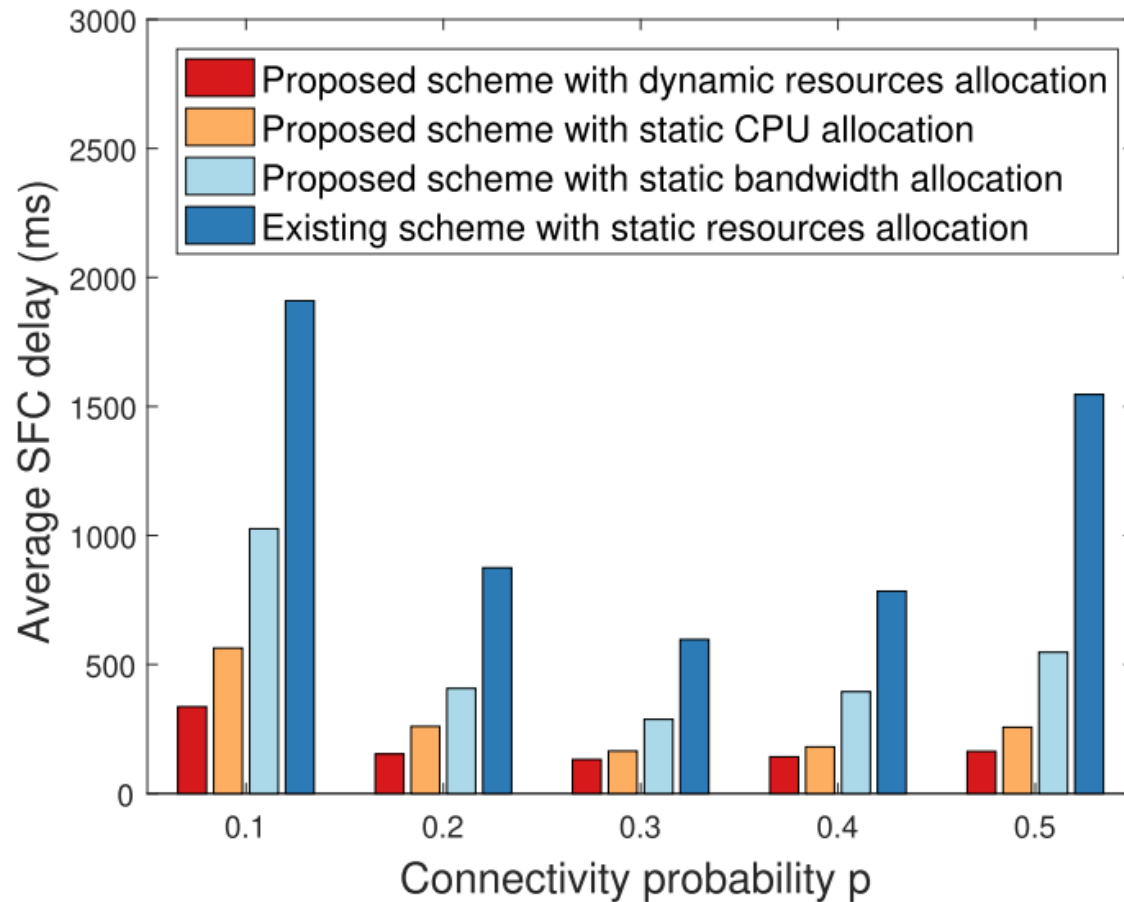 3000
2500
2000
1500
1000
500
0
Average SFC delay (ms)
Proposed scheme with dynamic resources allocation
Proposed scheme with static CPU allocation
Proposed scheme with static bandwidth allocation
Existing scheme with static resources allocation
0.1 0.2 0.3 0.4 0.5
Connectivity probability p